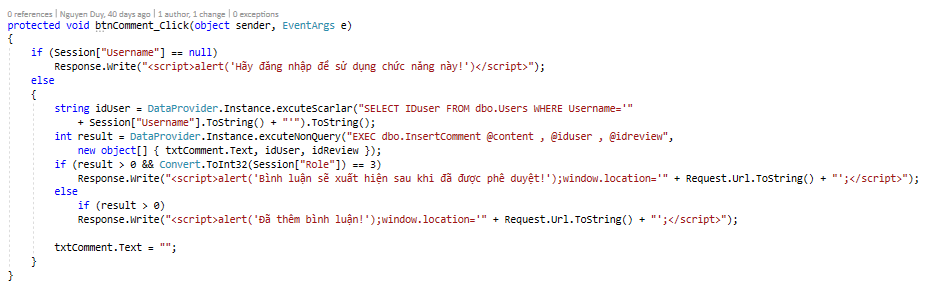 0 references | Nguyen Duy, 40 days ago | 1 author, 1 change | 0 exceptions
protected void btnComment_Click(object sender, EventArgs e)
{
    if (Session["Username"] == null)
        Response.Write("<script>alert('Hãy đăng nhập để sử dụng chức năng này!')</script>");
    else
    {
        string idUser = DataProvider.Instance.excuteScarlar("SELECT IDuser FROM dbo.Users WHERE Username='"
            + Session["Username"].ToString() + "'").ToString();
        int result = DataProvider.Instance.excuteNonQuery("EXEC dbo.InsertComment @content , @iduser , @idreview",
            new object[] { txtComment.Text, idUser, idReview });
        if (result > 0 && Convert.ToInt32(Session["Role"]) == 3)
            Response.Write("<script>alert('Bình luận sẽ xuất hiện sau khi đã được phê duyệt!');window.location='" + Request.Url.ToString() + "';</script>");
        else
            if (result > 0)
            Response.Write("<script>alert('Đã thêm bình luận!');window.location='" + Request.Url.ToString() + "';</script>");
        txtComment.Text = "";
    }
}